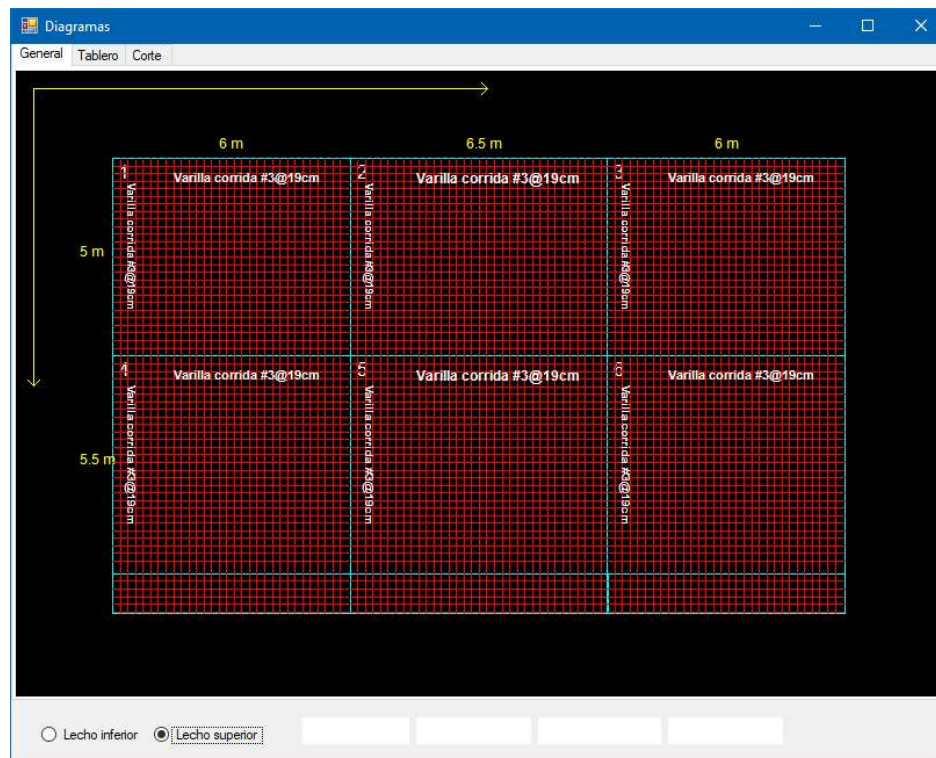 Diagramas
General Tablero Corte
6 m 6.5 m 6 m
1 Varilla corrida #3@19cm 2 Varilla corrida #3@19cm 3 Varilla corrida #3@19cm
Varilla corrida #3@19cm Varilla corrida #3@19cm Varilla corrida #3@19cm
5 m
4 Varilla corrida #3@19cm 5 Varilla corrida #3@19cm 6 Varilla corrida #3@19cm
Varilla corrida #3@19cm Varilla corrida #3@19cm Varilla corrida #3@19cm
5.5 m
Lecho inferior Lecho superior